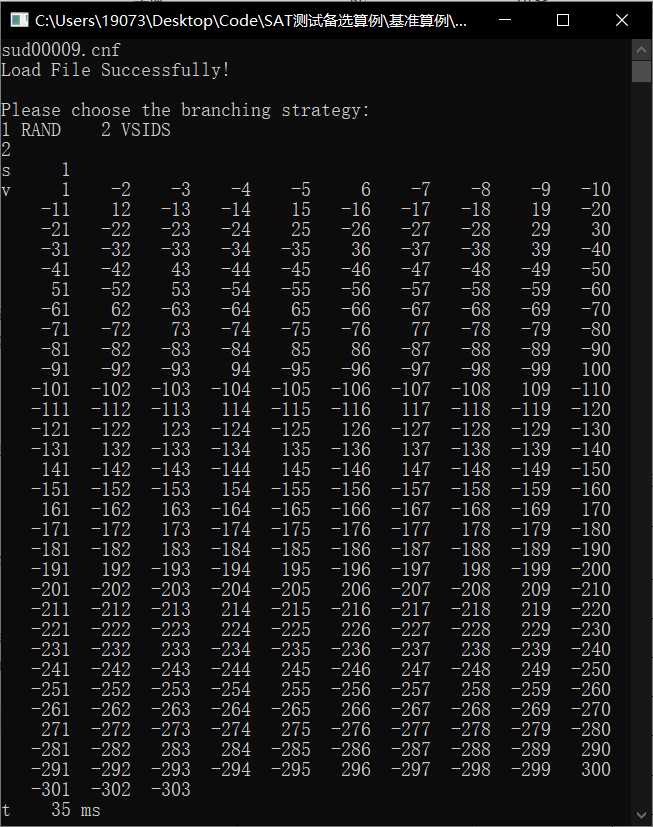 C:\Users\19073\Desktop\Code\SAT测试备选算例\基准算例\...
sud00009.cnf
Load File Successfully!
Please choose the branching strategy:
1 RAND 2 VSIDS
2
s 1
v 1 -2 -3 -4 -5 6 -7 -8 -9 -10
-11 12 -13 -14 15 -16 -17 -18 19 -20
-21 -22 -23 -24 25 -26 -27 -28 29 30
-31 -32 -33 -34 -35 36 -37 -38 39 -40
-41 -42 43 -44 -45 -46 -47 -48 -49 -50
51 -52 53 -54 -55 -56 -57 -58 -59 -60
-61 62 -63 -64 65 -66 -67 -68 -69 -70
-71 -72 73 -74 -75 -76 77 -78 -79 -80
-81 -82 -83 -84 85 86 -87 -88 -89 -90
-91 -92 -93 94 -95 -96 -97 -98 -99 100
-101 -102 -103 -104 -105 -106 -107 -108 109 -110
-111 -112 -113 114 -115 -116 117 -118 -119 -120
-121 -122 123 -124 -125 126 -127 -128 -129 -130
-131 132 -133 -134 135 -136 137 -138 -139 -140
141 -142 -143 -144 145 -146 147 -148 -149 -150
-151 -152 -153 154 -155 -156 -157 -158 -159 -160
161 -162 163 -164 -165 -166 -167 -168 -169 170
-171 -172 173 -174 -175 -176 -177 178 -179 -180
-181 -182 183 -184 -185 -186 -187 -188 -189 -190
-191 192 -193 -194 195 -196 -197 198 -199 -200
-201 -202 -203 -204 -205 206 -207 -208 209 -210
-211 -212 -213 214 -215 -216 -217 -218 219 -220
-221 -222 -223 224 -225 226 -227 -228 229 -230
-231 -232 233 -234 -235 -236 -237 238 -239 -240
-241 -242 -243 -244 245 -246 -247 248 -249 -250
-251 -252 -253 -254 255 -256 -257 -258 -259 -260
-261 -262 -263 -264 -265 266 -267 -268 -269 -270
271 -272 -273 -274 275 -276 -277 -278 -279 -280
-281 -282 283 284 -285 -286 -287 -288 -289 290
-291 -292 -293 -294 -295 296 -297 -298 -299 300
-301 -302 -303
t 35 ms